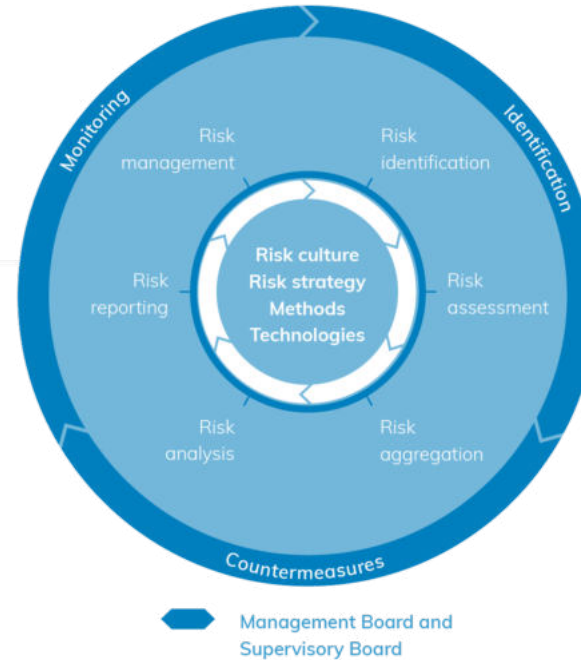 Monitoring
Identification
Risk
management
Risk
identification
Risk culture
Risk strategy
Methods
Technologies
Risk
reporting
Risk
assessment
Risk
analysis
Risk
aggregation
Countermeasures
Management Board and
Supervisory Board